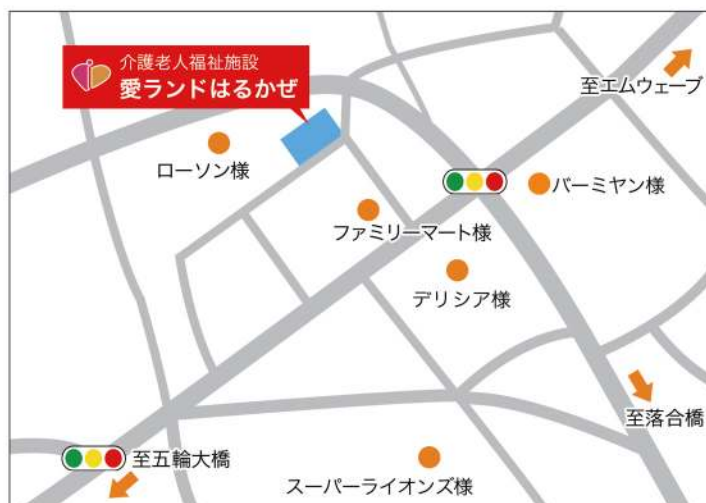 介護老人福祉施設
愛ランドはるかぜ
至エムウェーブ
ローソン様
バーミヤン様
ファミリーマート様
デリシア様
至落合橋
至五輪大橋
スーパーライオンズ様